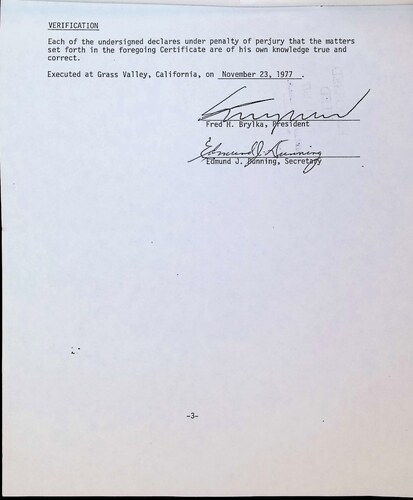 VERIFICATION
Each of the undersigned declares under penalty of perjury that the matters
set forth in the foregoing Certificate are of his own knowledge true and
correct.
Executed at Grass Valley, California, on November 23, 1977 .
Fred H. Brylka, President
Edmund J. Dunning
Edmund J. Dunning, Secretary
-3-